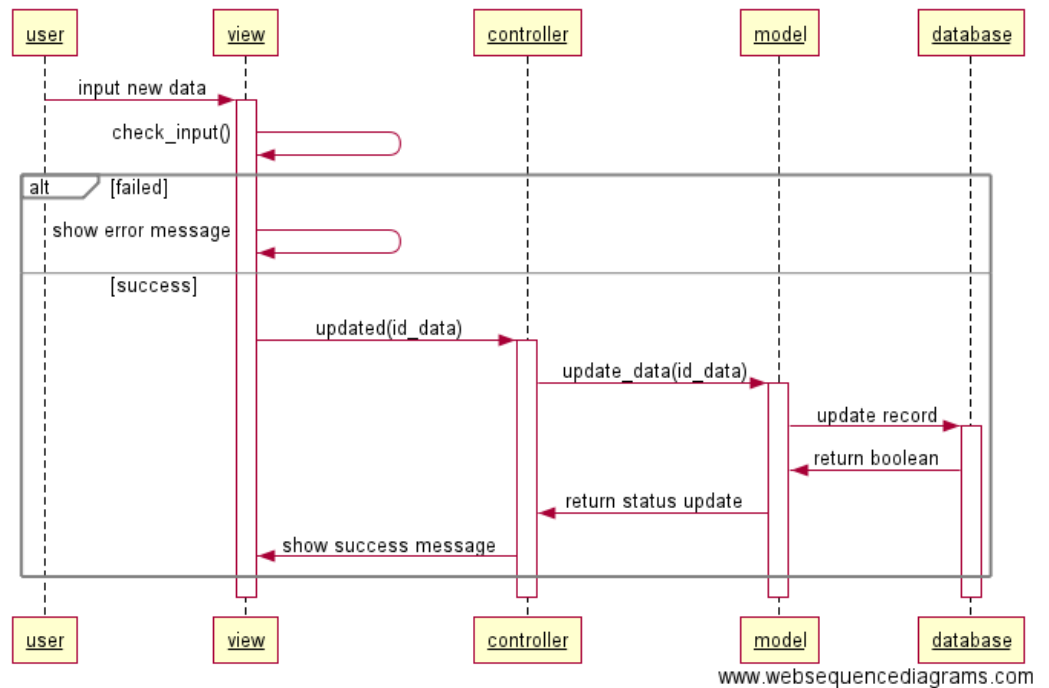 user
view
controller
model
database
input new data
check_input()
alt
[failed]
show error message
[success]
updated(id_data)
update_data(id_data)
update record
return boolean
return status update
show success message
user
view
controller
model
database
www.websequencediagrams.com